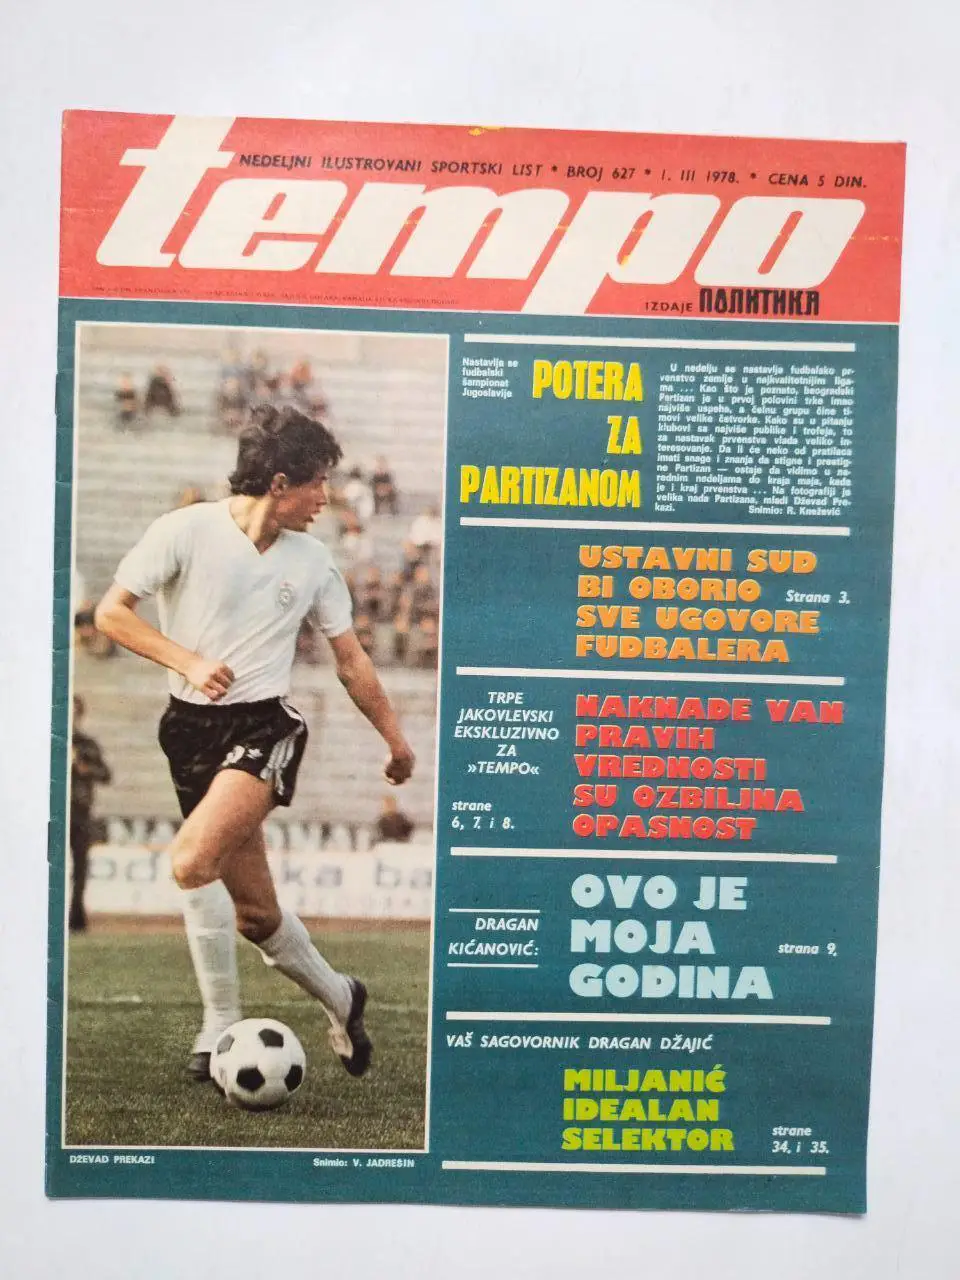 NEDELJNI ILUSTROVANI SPORTSKI LIST * BROJ 627 * 1. III 1978. * CENA 5 DIN.
tempo
IZDAJE ПОЛИТИКА
Nastavlja se
fudbalski
šampionat
Jugoslavije
POTERA
ZA
PARTIZANOM
U nedelju se nastavlja fudbalsko pr-
venstvo zemlje u najkvalitetnijim liga-
ma ... Kao što je poznato, beogradski
Partizan je u prvoj polovini trke imao
najviše uspeha, a čelnu grupu čine ti-
movi velike četvorke. Kako su u pitanju
klubovi sa najviše publike i trofeja, to
za nastavak prvenstva vlada veliko in-
teresovanje. Da li će neko od pratilaca
imati snage i znanja da stigne i prestig-
ne Partizan — ostaje da vidimo u na-
rednim nedeljama do kraja maja, kada
je i kraj prvenstva ... Na fotografiji je
velika nada Partizana, mladi Dževad Pre-
kazi. Snimio: R. Knežević
USTAVNI SUD
BI OBORIO
SVE UGOVORE
FUDBALERA
Strana 3.
TRPE
JAKOVLEVSKI
EKSKLUZIVNO
ZA
»TEMPO«
strane
6, 7. i 8.
NAKNADE VAN
PRAVIH
VREDNOSTI
SU OZBILJNA
OPASNOST
DRAGAN
KIĆANOVIĆ:
OVO JE
MOJA
GODINA
strana 9.
VAŠ SAGOVORNIK DRAGAN DŽAJIĆ
MILJANIĆ
IDEALAN
SELEKTOR
strane
34. i 35.
DŽEVAD PREKAZI
Snimio: V. JADREŠIN